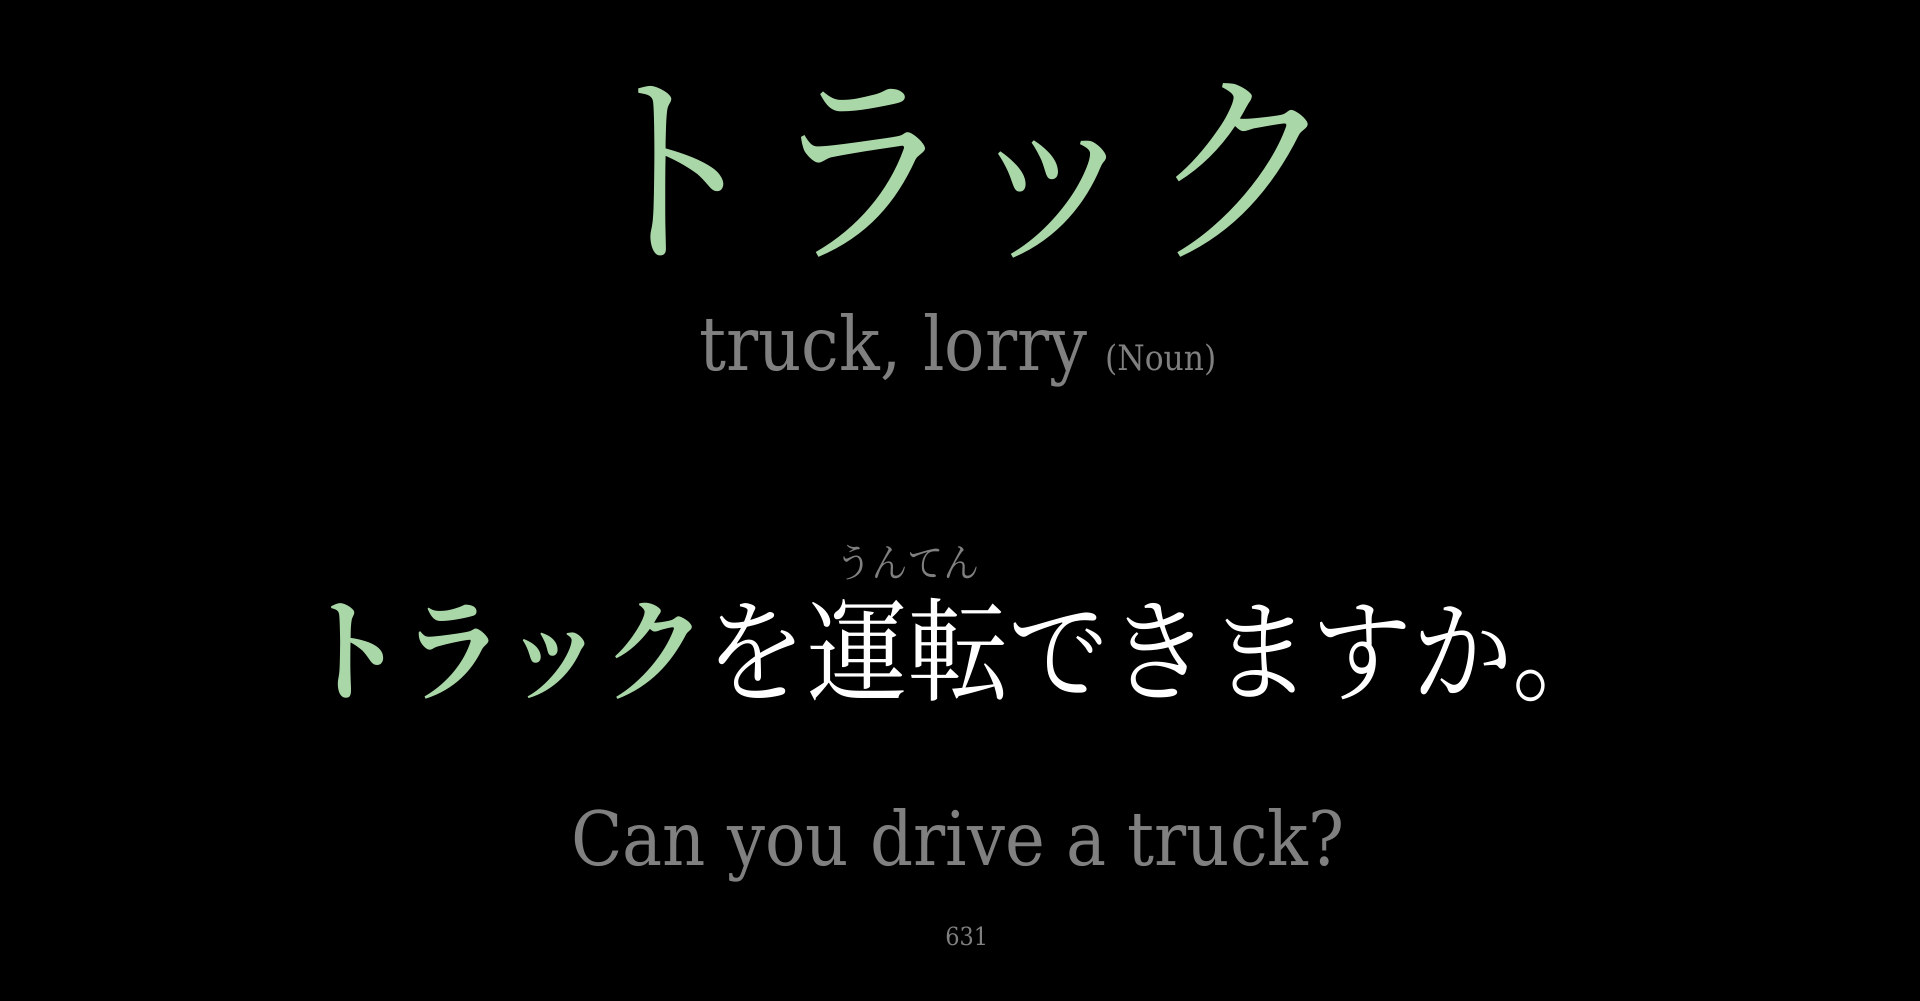 トラック
truck, lorry (Noun)
うんてん
トラックを運転できますか。
Can you drive a truck?
631